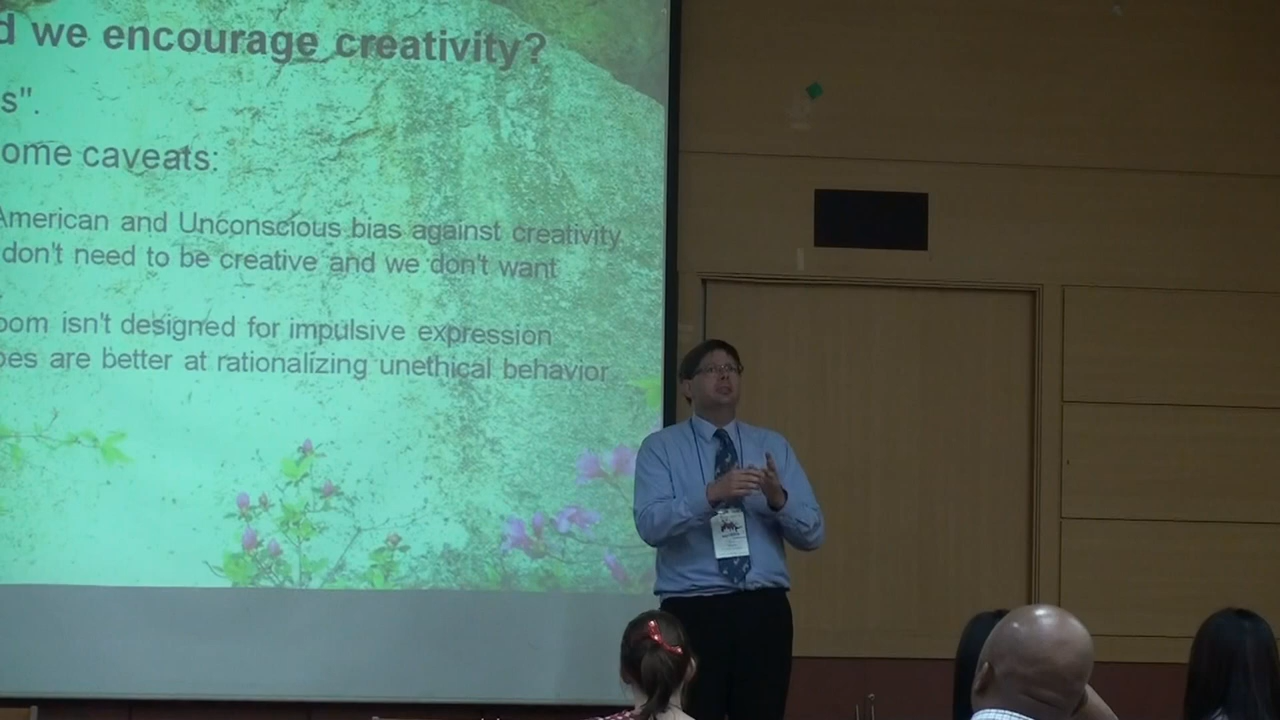 d we encourage creativity?
s".
ome caveats:
American and Unconscious bias against creativity
don't need to be creative and we don't want
oom isn't designed for impulsive expression
pes are better at rationalizing unethical behavior